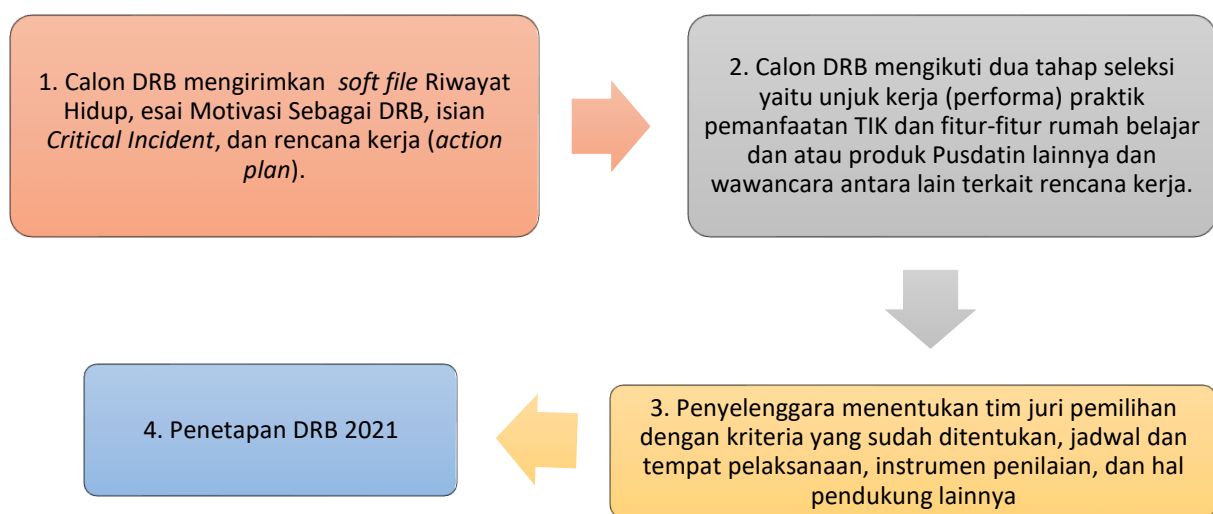 1. Calon DRB mengirimkan soft file Riwayat
Hidup, esai Motivasi Sebagai DRB, isian
Critical Incident, dan rencana kerja (action
plan).
2. Calon DRB mengikuti dua tahap seleksi
yaitu unjuk kerja (performa) praktik
pemanfaatan TIK dan fitur-fitur rumah belajar
dan atau produk Pusdatin lainnya dan
wawancara antara lain terkait rencana kerja.
3. Penyelenggara menentukan tim juri pemilihan
dengan kriteria yang sudah ditentukan, jadwal dan
tempat pelaksanaan, instrumen penilaian, dan hal
pendukung lainnya
4. Penetapan DRB 2021